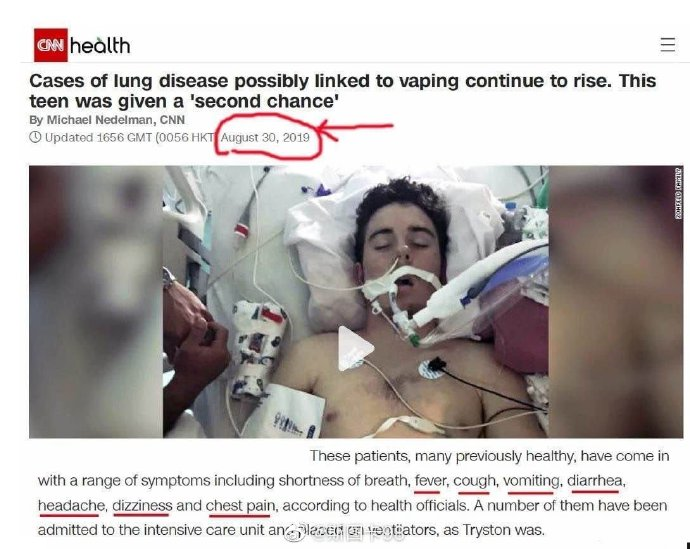 CNN health
Cases of lung disease possibly linked to vaping continue to rise. This
teen was given a 'second chance'
By Michael Nedelman, CNN
Updated 1656 GMT (0056 HKT August 30, 2019
These patients, many previously healthy, have come in
with a range of symptoms including shortness of breath, fever, cough, vomiting, diarrhea,
headache, dizziness and chest pain, according to health officials. A number of them have been
admitted to the intensive care unit and placed on ventilators, as Tryston was.